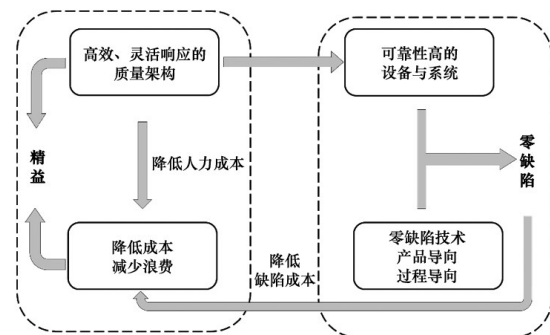 高效、灵活响应的
质量架构
可靠性高的
设备与系统
精益
降低人力成本
零缺陷
降低成本
减少浪费
降低
缺陷成本
零缺陷技术
产品导向
过程导向